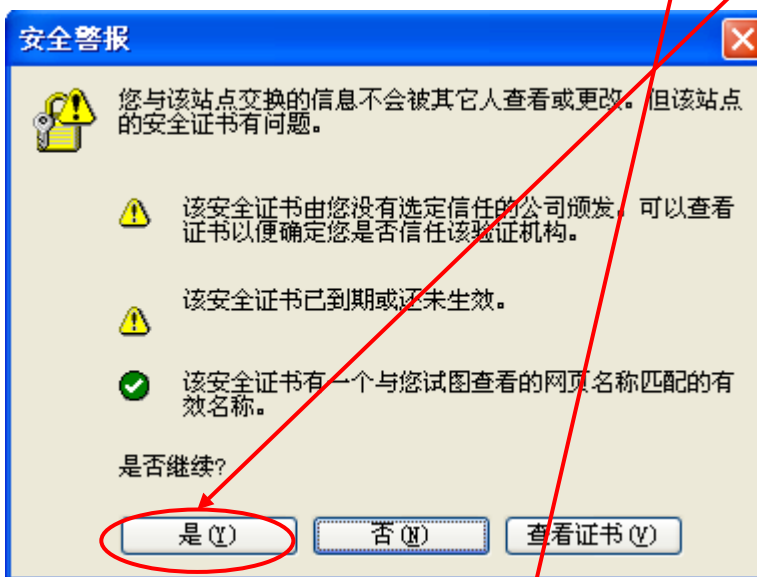 安全警报
您与该站点交换的信息不会被其它人查看或更改。但该站点
的安全证书有问题。
该安全证书由您没有选定信任的公司颁发。可以查看
证书以便确定您是否信任该验证机构。
该安全证书已到期或还未生效。
该安全证书有一个与您试图查看的网页名称匹配的有
效名称。
是否继续?
是(Y) 否(N) 查看证书(V)